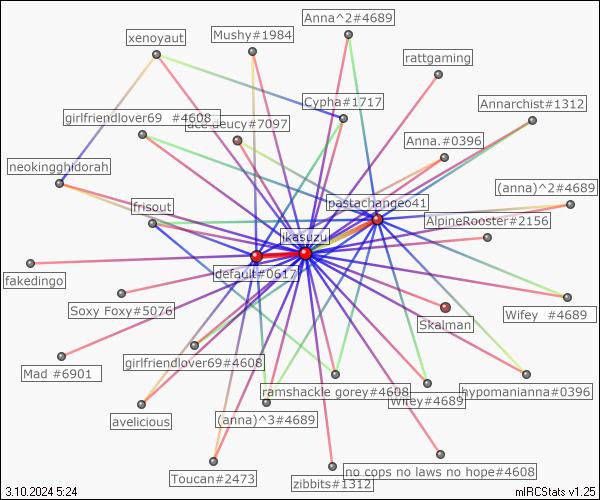 Anna^2#4689
Mushy#1984
xenoyaut
rattgaming
Cypha#1717
Annarchist#1312
girlfriendlover69 #4608
ace deucy#7097
Anna.#0396
neokingghidorah
(anna)^2#4689
frisout
pastachangeo41
AlpineRooster#2156
jikasuzu
default#0617
fakedingo
Soxy Foxy#5076
Wifey #4689
Skalman
girlfriendlover69#4608
Mad #6901
ramshackle gorey#4608
hypomanianna#0396
Wifey#4689
avelicious
(anna)^3#4689
Toucan#2473
no cops no laws no hope#4608
zibbits#1312
3.10.2024 5:24
mIRCStats v1.25